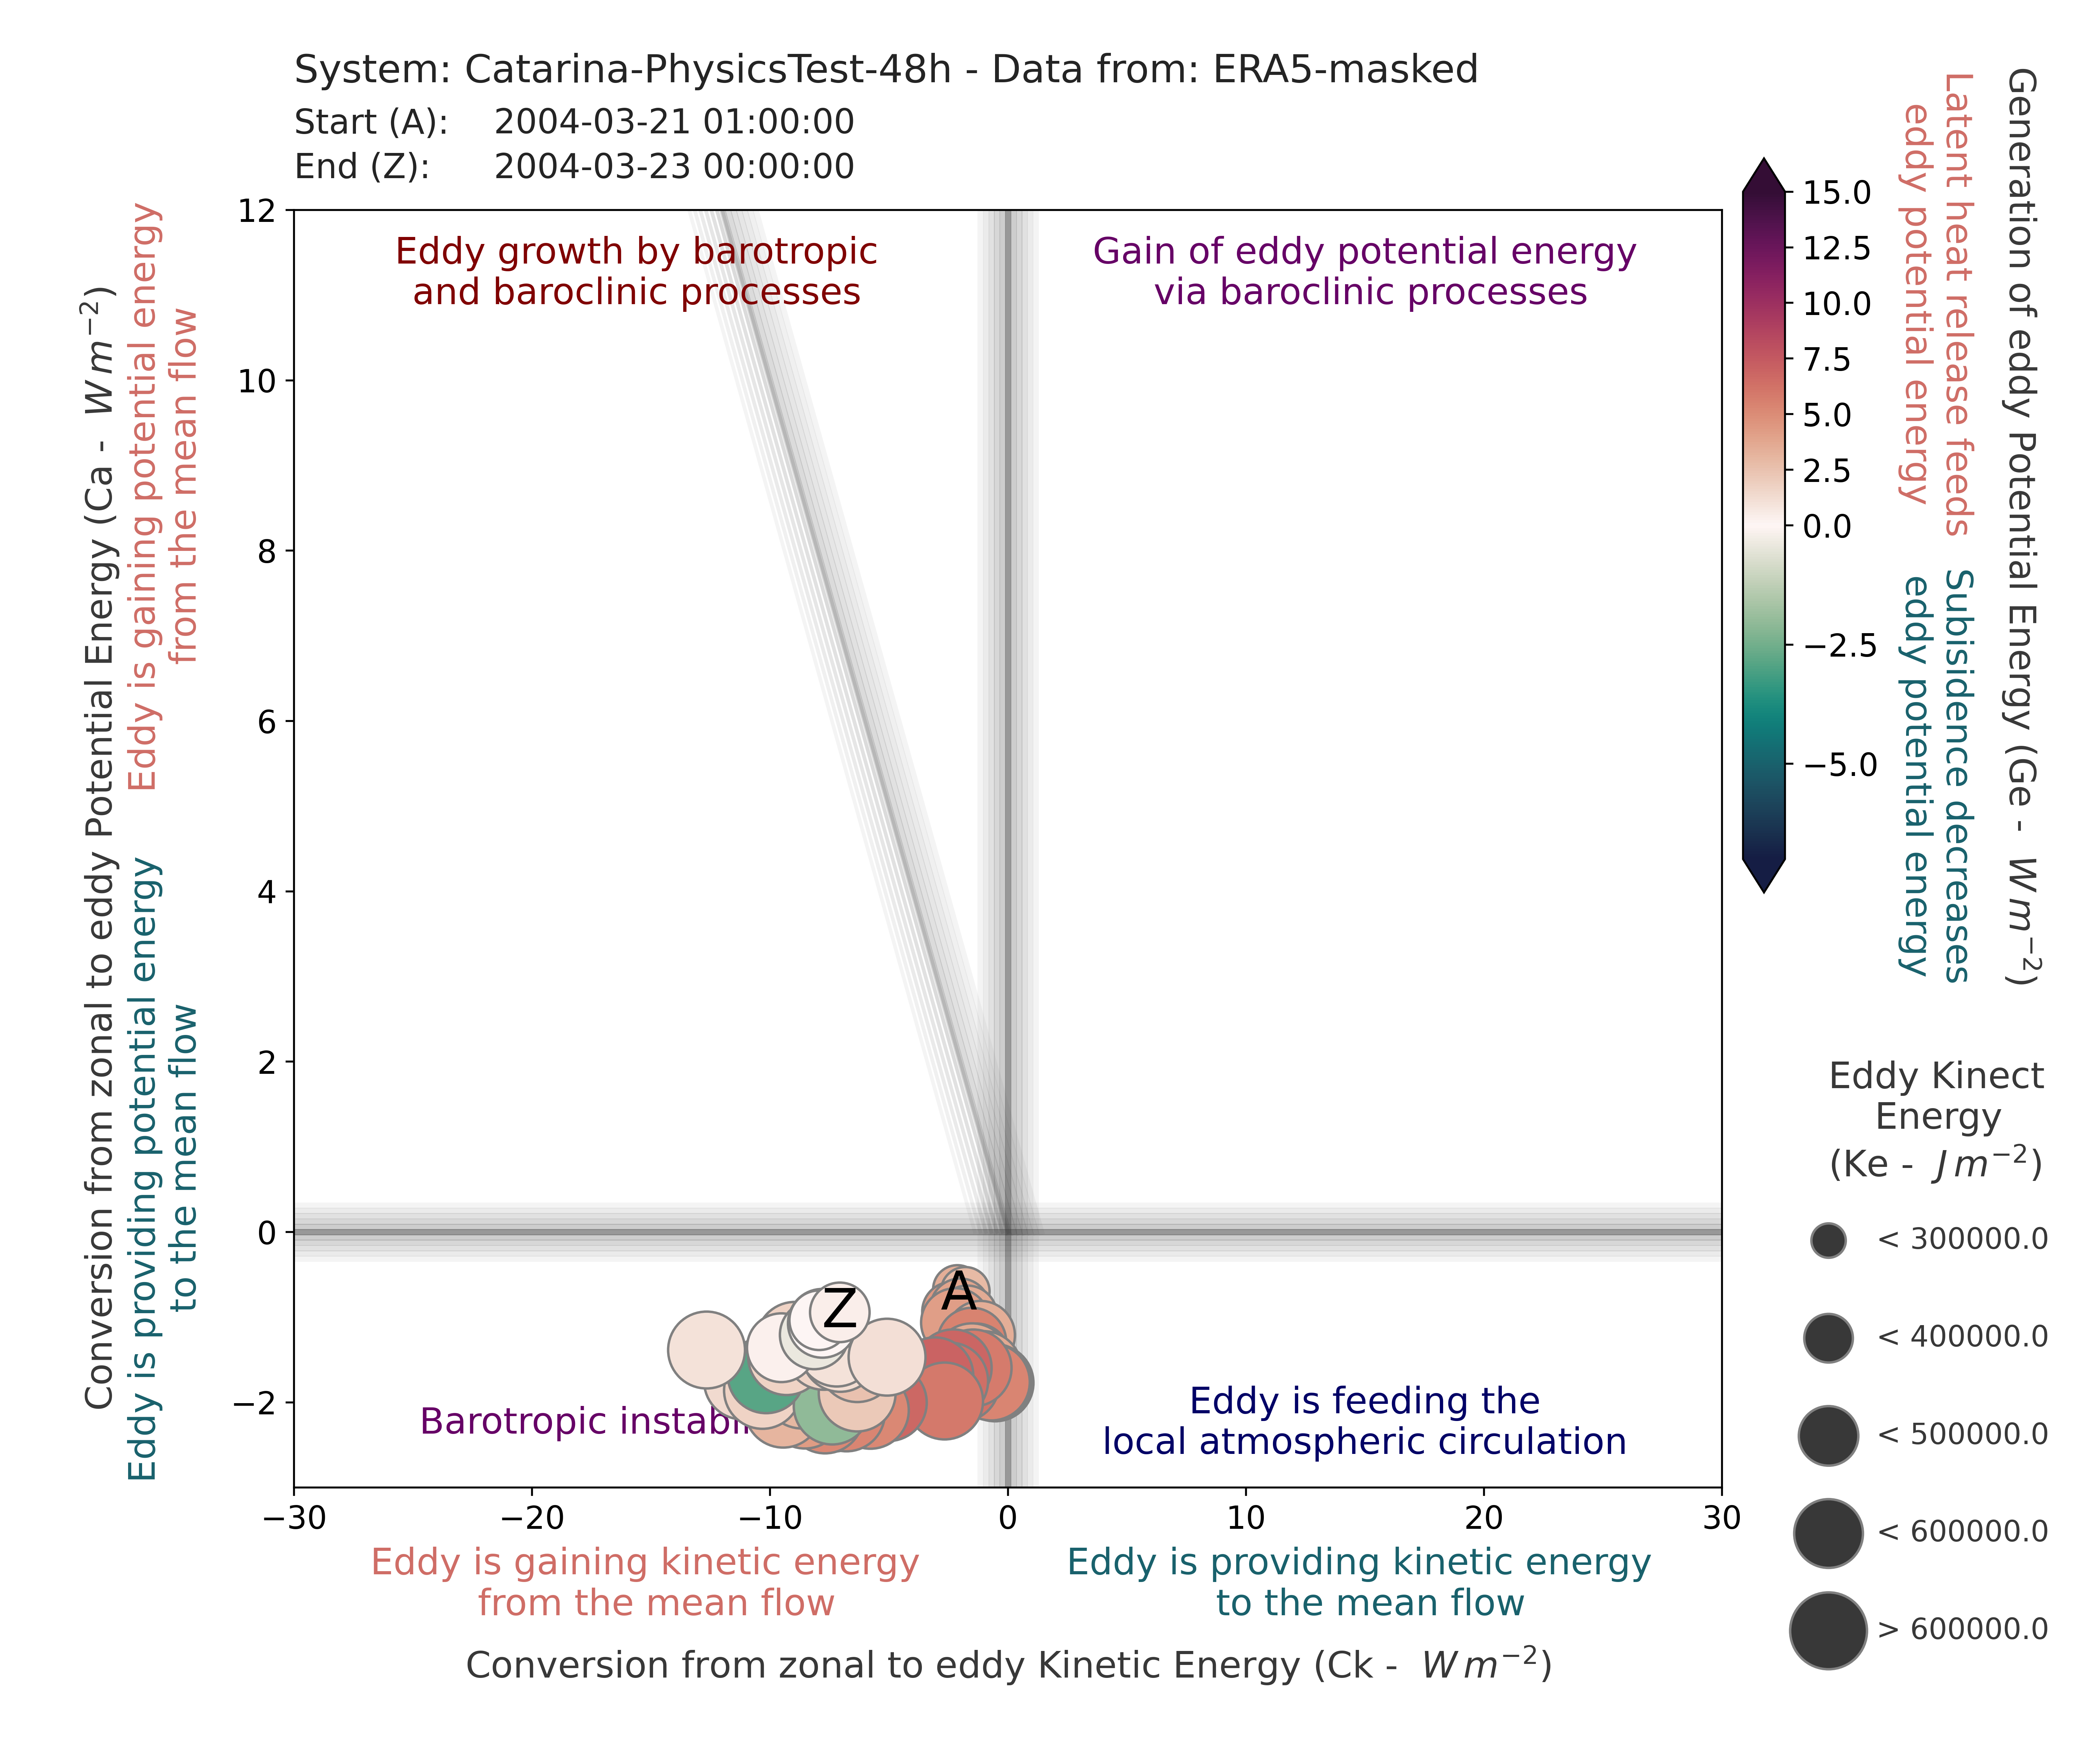 System: Catarina-PhysicsTest-48h - Data from: ERA5-masked
Start (A): 2004-03-21 01:00:00
End (Z): 2004-03-23 00:00:00
Conversion from zonal to eddy Potential Energy (Ca - W m⁻²)
Eddy is gaining potential energy
from the mean flow
Eddy is providing potential energy
to the mean flow
12
10
8
6
4
2
0
−2
Eddy growth by barotropic
and baroclinic processes
Gain of eddy potential energy
via baroclinic processes
A
Z
Barotropic instabi
Eddy is feeding the
local atmospheric circulation
−30
−20
−10
0
10
20
30
Eddy is gaining kinetic energy
from the mean flow
Eddy is providing kinetic energy
to the mean flow
Conversion from zonal to eddy Kinetic Energy (Ck - W m⁻²)
15.0
12.5
10.0
7.5
5.0
2.5
0.0
−2.5
−5.0
Latent heat release feeds
eddy potential energy
Subisidence decreases
eddy potential energy
Generation of eddy Potential Energy (Ge - W m⁻²)
Eddy Kinect
Energy
(Ke - J m⁻²)
< 300000.0
< 400000.0
< 500000.0
< 600000.0
> 600000.0